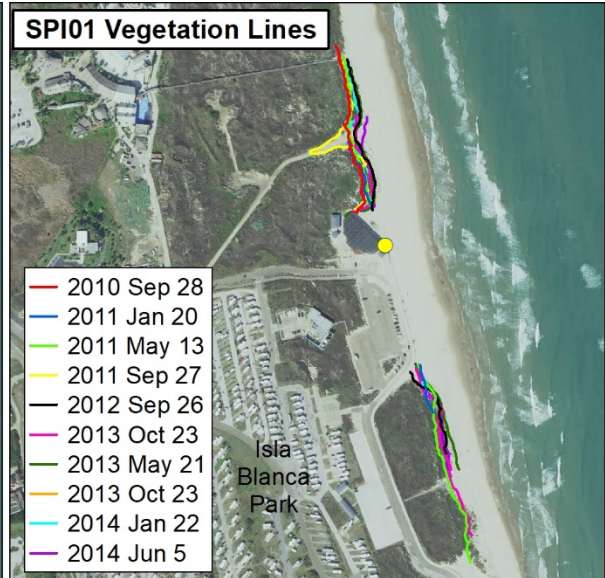 SPI01 Vegetation Lines
2010 Sep 28
2011 Jan 20
2011 May 13
2011 Sep 27
2012 Sep 26
2013 Oct 23
2013 May 21
2013 Oct 23
2014 Jan 22
2014 Jun 5
Isla
Blanca
Park